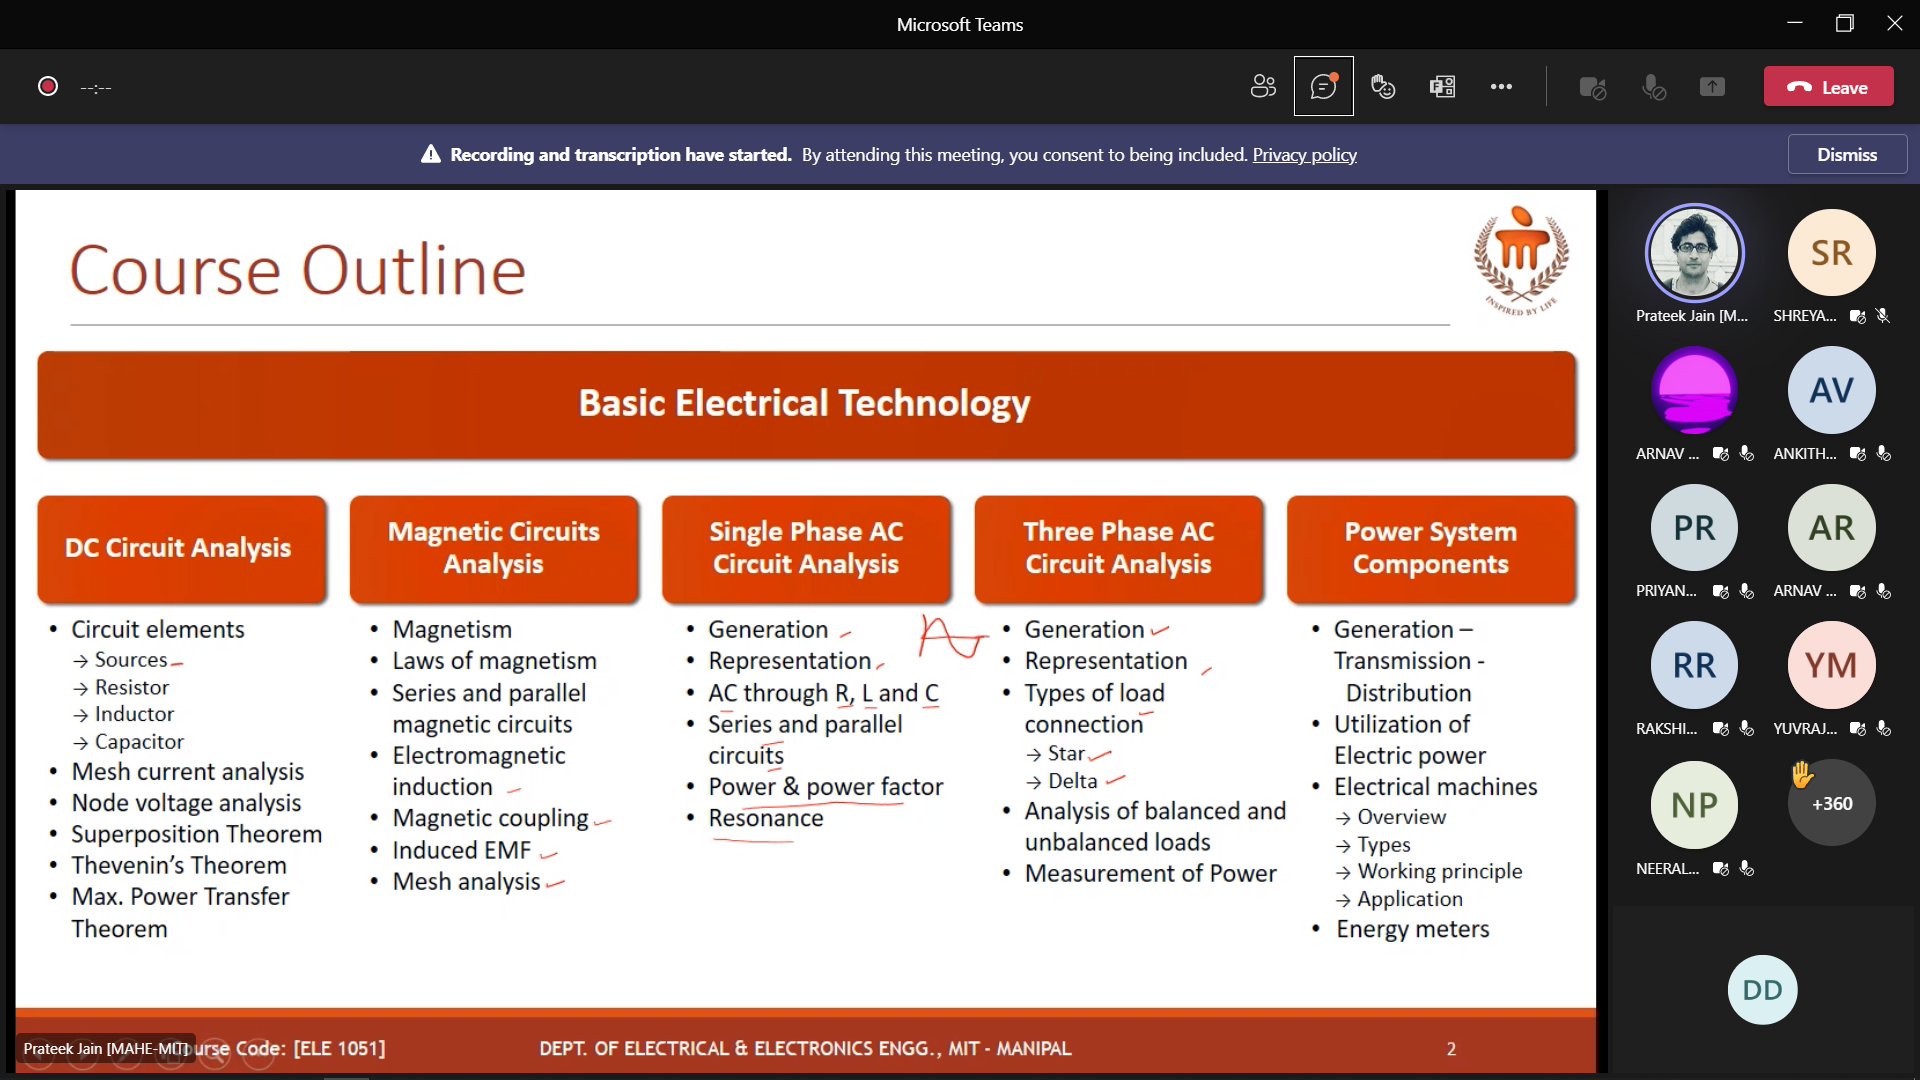 Microsoft Teams
--:--
Leave
Recording and transcription have started. By attending this meeting, you consent to being included. Privacy policy
Dismiss
Course Outline
INSPIRED BY LIFE
Basic Electrical Technology
DC Circuit Analysis
• Circuit elements
→ Sources
→ Resistor
→ Inductor
→ Capacitor
• Mesh current analysis
• Node voltage analysis
• Superposition Theorem
• Thevenin’s Theorem
• Max. Power Transfer
Theorem
Magnetic Circuits
Analysis
• Magnetism
• Laws of magnetism
• Series and parallel
magnetic circuits
• Electromagnetic
induction
• Magnetic coupling
• Induced EMF
• Mesh analysis
Single Phase AC
Circuit Analysis
• Generation
• Representation
• AC through R, L and C
• Series and parallel
circuits
• Power & power factor
• Resonance
Three Phase AC
Circuit Analysis
• Generation
• Representation
• Types of load
connection
→ Star
→ Delta
• Analysis of balanced and
unbalanced loads
• Measurement of Power
Power System
Components
• Generation –
Transmission -
Distribution
• Utilization of
Electric power
• Electrical machines
→ Overview
→ Types
→ Working principle
→ Application
• Energy meters
Prateek Jain [MAHE-MIT]
ourse Code: [ELE 1051]
DEPT. OF ELECTRICAL & ELECTRONICS ENGG., MIT - MANIPAL
2
SR
Prateek Jain [M...
SHREYA...
AV
ARNAV ...
ANKITH...
PR
AR
PRIYAN...
ARNAV ...
RR
YM
RAKSHI...
YUVRAJ...
NP
+360
NEERAL...
DD